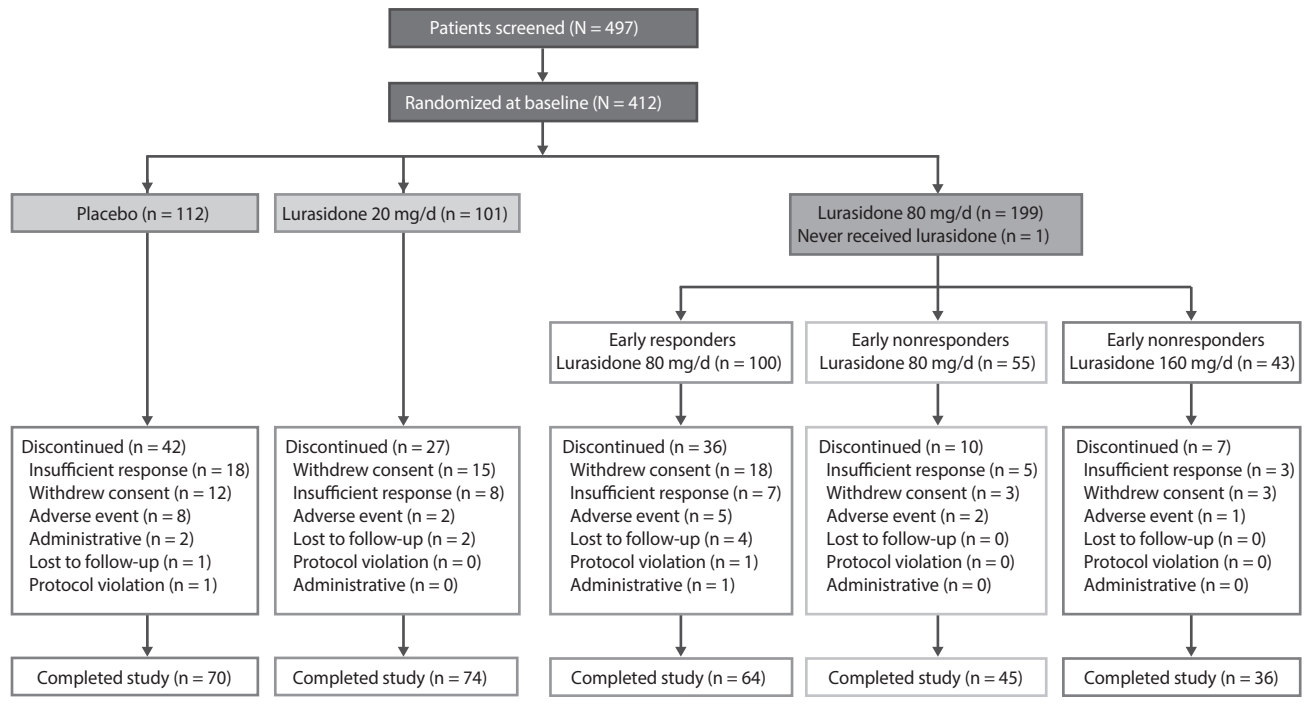 Patients screened (N = 497)
Randomized at baseline (N = 412)
Placebo (n = 112)
Lurasidone 20 mg/d (n = 101)
Lurasidone 80 mg/d (n = 199)
Never received lurasidone (n = 1)
Early responders
Lurasidone 80 mg/d (n = 100)
Early nonresponders
Lurasidone 80 mg/d (n = 55)
Early nonresponders
Lurasidone 160 mg/d (n = 43)
Discontinued (n = 42)
Insufficient response (n = 18)
Withdrew consent (n = 12)
Adverse event (n = 8)
Administrative (n = 2)
Lost to follow-up (n = 1)
Protocol violation (n = 1)
Discontinued (n = 27)
Withdrew consent (n = 15)
Insufficient response (n = 8)
Adverse event (n = 2)
Lost to follow-up (n = 2)
Protocol violation (n = 0)
Administrative (n = 0)
Discontinued (n = 36)
Withdrew consent (n = 18)
Insufficient response (n = 7)
Adverse event (n = 5)
Lost to follow-up (n = 4)
Protocol violation (n = 1)
Administrative (n = 1)
Discontinued (n = 10)
Insufficient response (n = 5)
Withdrew consent (n = 3)
Adverse event (n = 2)
Lost to follow-up (n = 0)
Protocol violation (n = 0)
Administrative (n = 0)
Discontinued (n = 7)
Insufficient response (n = 3)
Withdrew consent (n = 3)
Adverse event (n = 1)
Lost to follow-up (n = 0)
Protocol violation (n = 0)
Administrative (n = 0)
Completed study (n = 70)
Completed study (n = 74)
Completed study (n = 64)
Completed study (n = 45)
Completed study (n = 36)